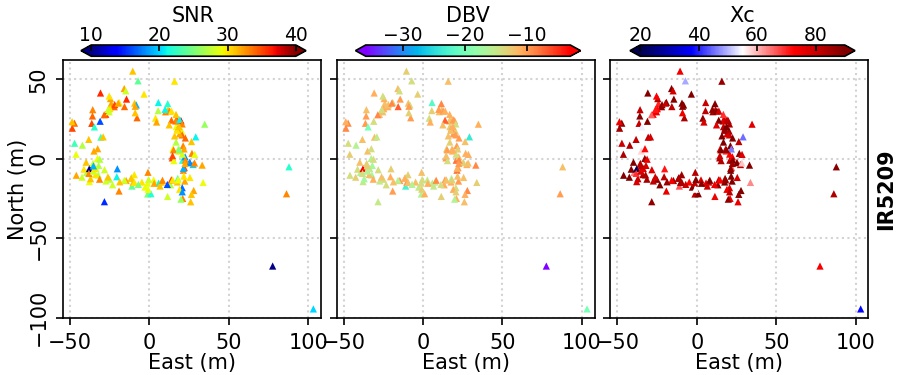 SNR DBV Xc
10 20 30 40 −30 −20 −10 20 40 60 80
50
0
−50
−100
North (m)
IR5209
−50 0 50 100 −50 0 50 100 −50 0 50 100
East (m) East (m) East (m)